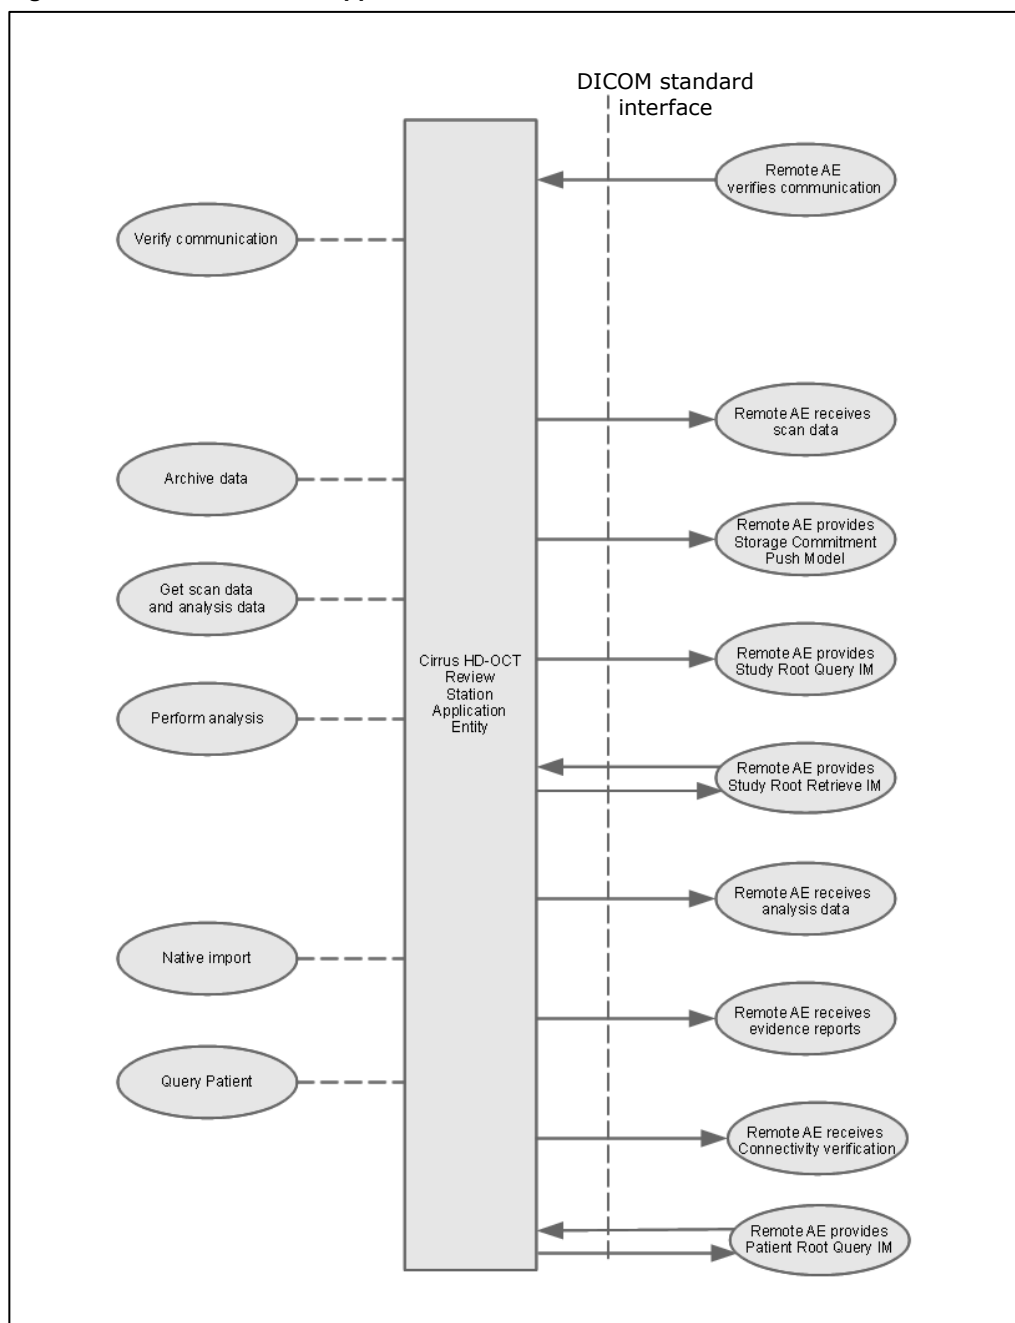 DICOM standard
interface
Remote AE
verifies communication
Verify communication
Remote AE receives
scan data
Archive data
Remote AE provides
Storage Commitment
Push Model
Get scan data
and analysis data
Cirrus HD-OCT
Review
Station
Application
Entity
Remote AE provides
Study Root Query IM
Perform analysis
Remote AE provides
Study Root Retrieve IM
Remote AE receives
analysis data
Native import
Remote AE receives
evidence reports
Query Patient
Remote AE receives
Connectivity verification
Remote AE provides
Patient Root Query IM